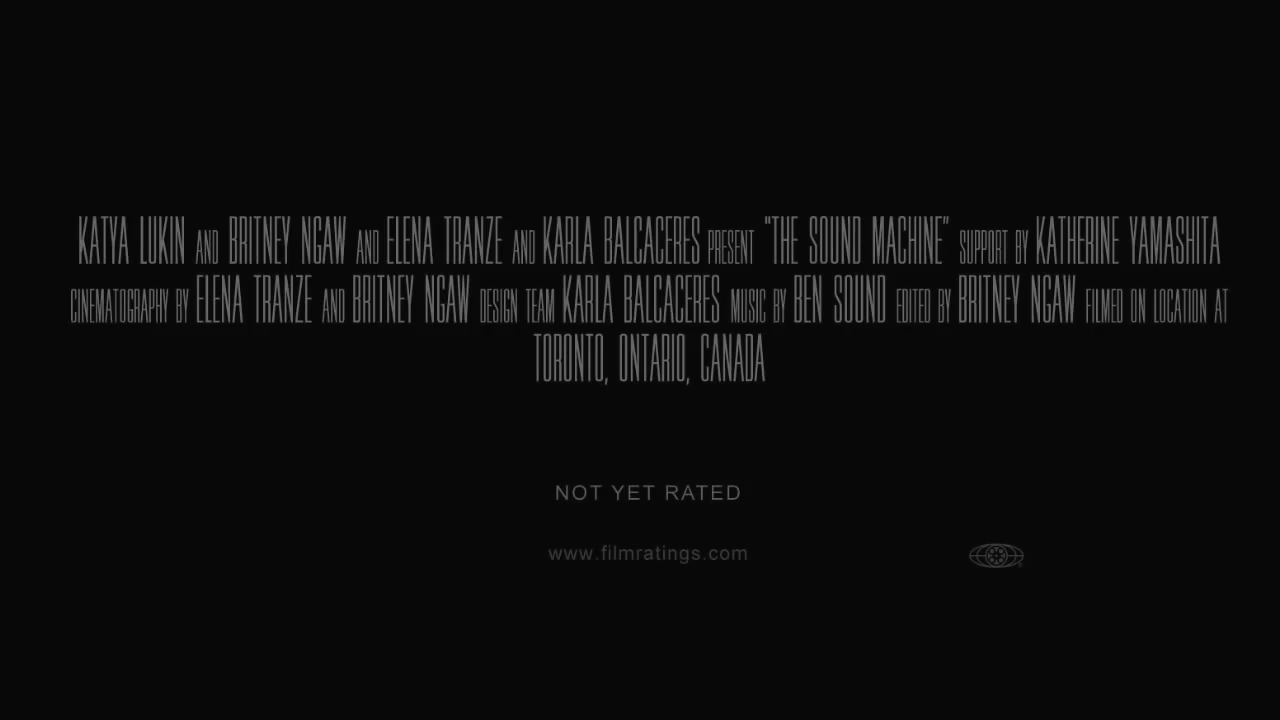 KATYA LUKIN AND BRITNEY NGAW AND ELENA TRANZE AND KARLA BALCACERES PRESENT "THE SOUND MACHINE" SUPPORT BY KATHERINE YAMASHITA
CINEMATOGRAPHY BY ELENA TRANZE AND BRITNEY NGAW DESIGN TEAM KARLA BALCACERES MUSIC BY BEN SOUND EDITED BY BRITNEY NGAW FILMED ON LOCATION AT
TORONTO, ONTARIO, CANADA
NOT YET RATED
www.filmratings.com